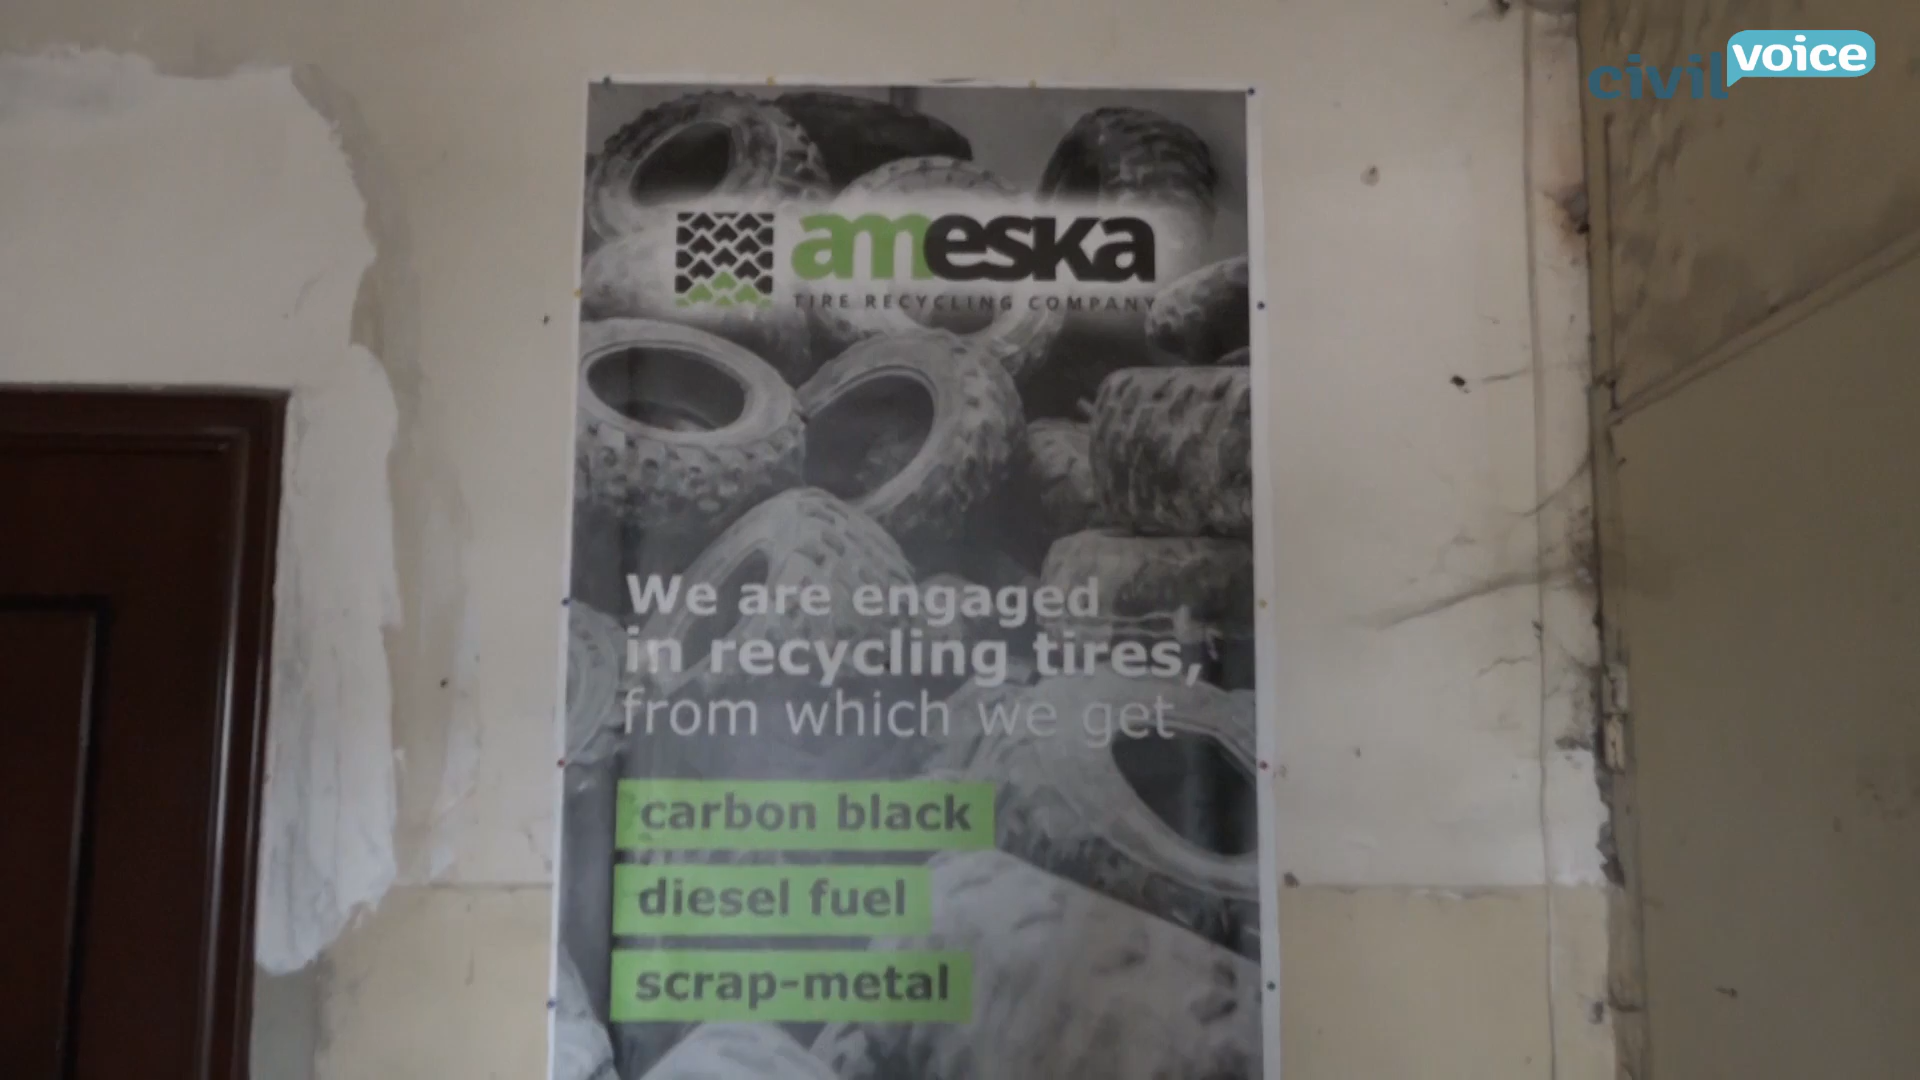 civil voice
ameska
TIRE RECYCLING COMPANY
We are engaged
in recycling tires,
from which we get
carbon black
diesel fuel
scrap-metal